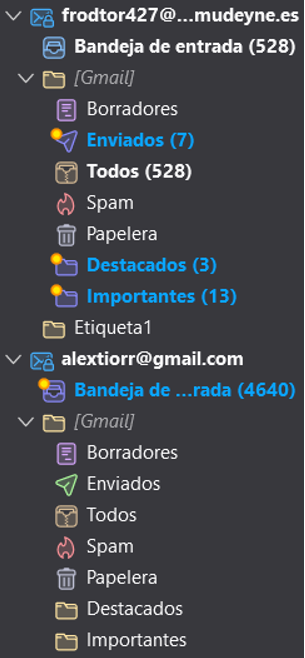 frodtor427@...mudeyne.es
Bandeja de entrada (528)
[Gmail]
Borradores
Enviados (7)
Todos (528)
Spam
Papelera
Destacados (3)
Importantes (13)
Etiqueta1
alextiorr@gmail.com
Bandeja de ...rada (4640)
[Gmail]
Borradores
Enviados
Todos
Spam
Papelera
Destacados
Importantes